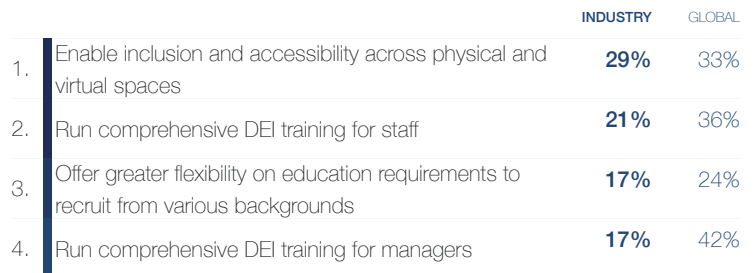 INDUSTRY GLOBAL
1. Enable inclusion and accessibility across physical and
virtual spaces 29% 33%
2. Run comprehensive DEI training for staff 21% 36%
3. Offer greater flexibility on education requirements to
recruit from various backgrounds 17% 24%
4. Run comprehensive DEI training for managers 17% 42%